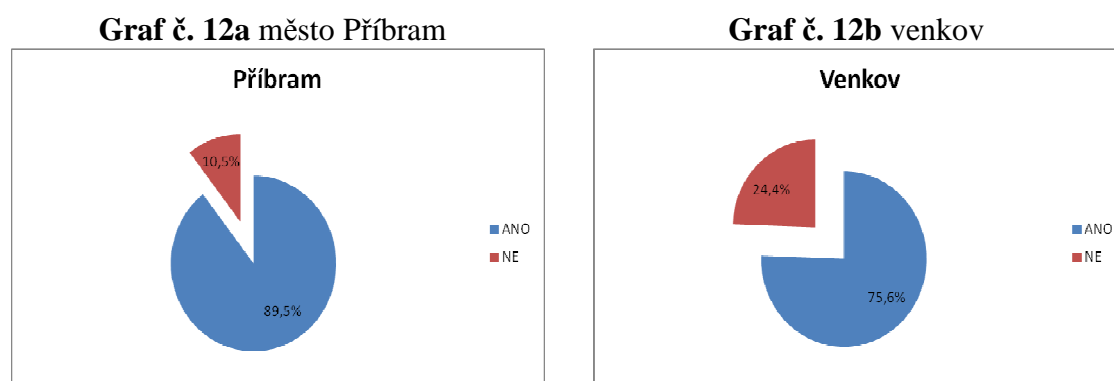 Graf č. 12a město Příbram
Příbram
10,5%
89,5%
ANO
NE
Graf č. 12b venkov
Venkov
24,4%
75,6%
ANO
NE